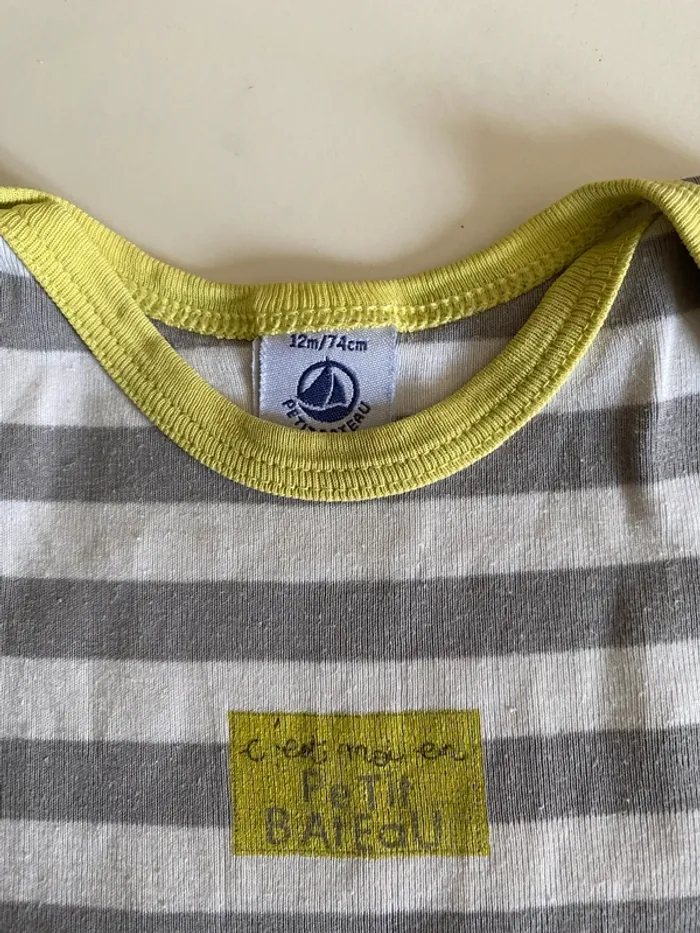 12m/74cm
PETIT BATEAU
c'est moi en
PeTit
BAtEaU